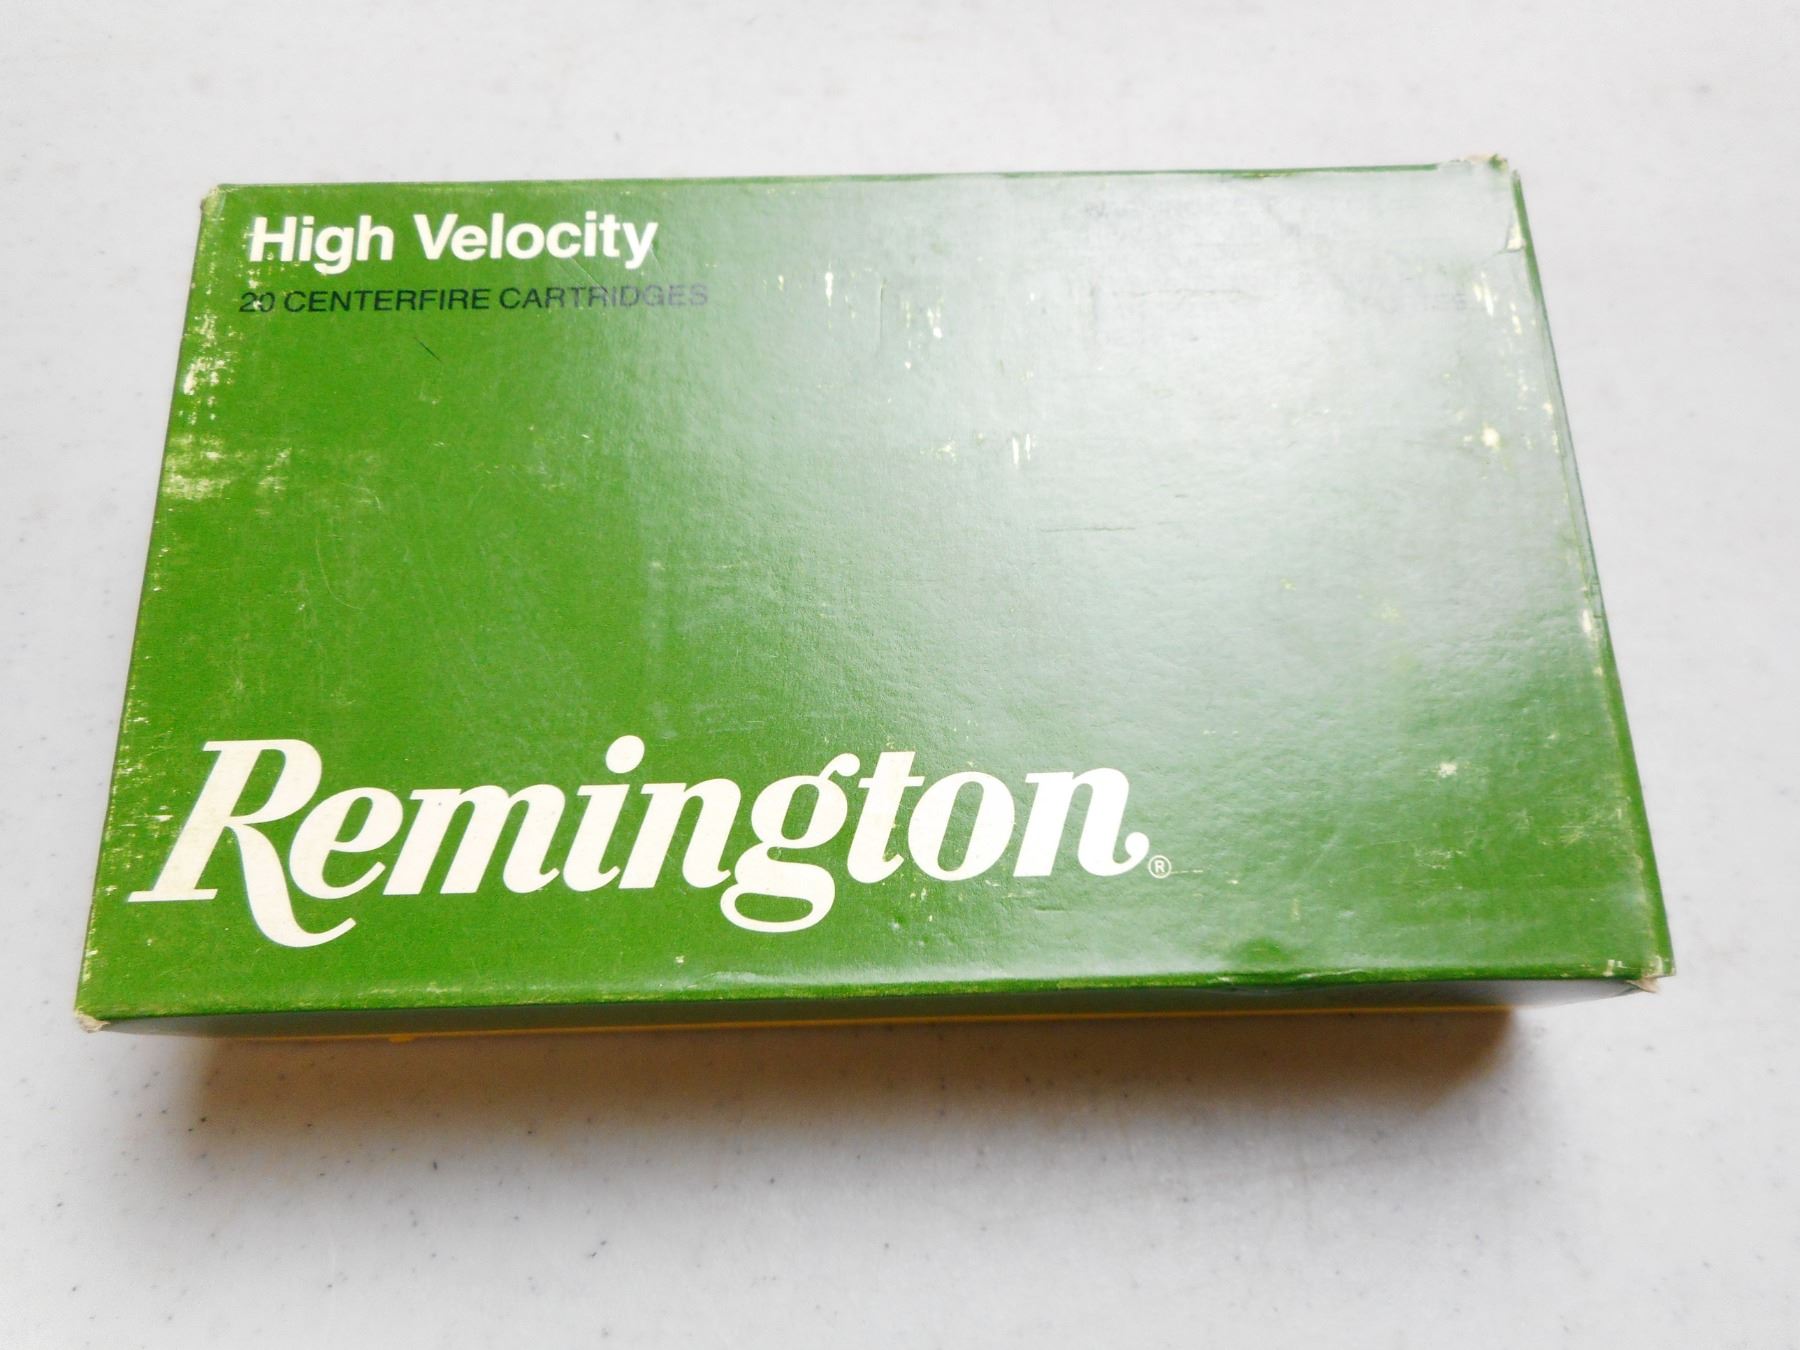 High Velocity
20 CENTERFIRE CARTRIDGES
Remington®